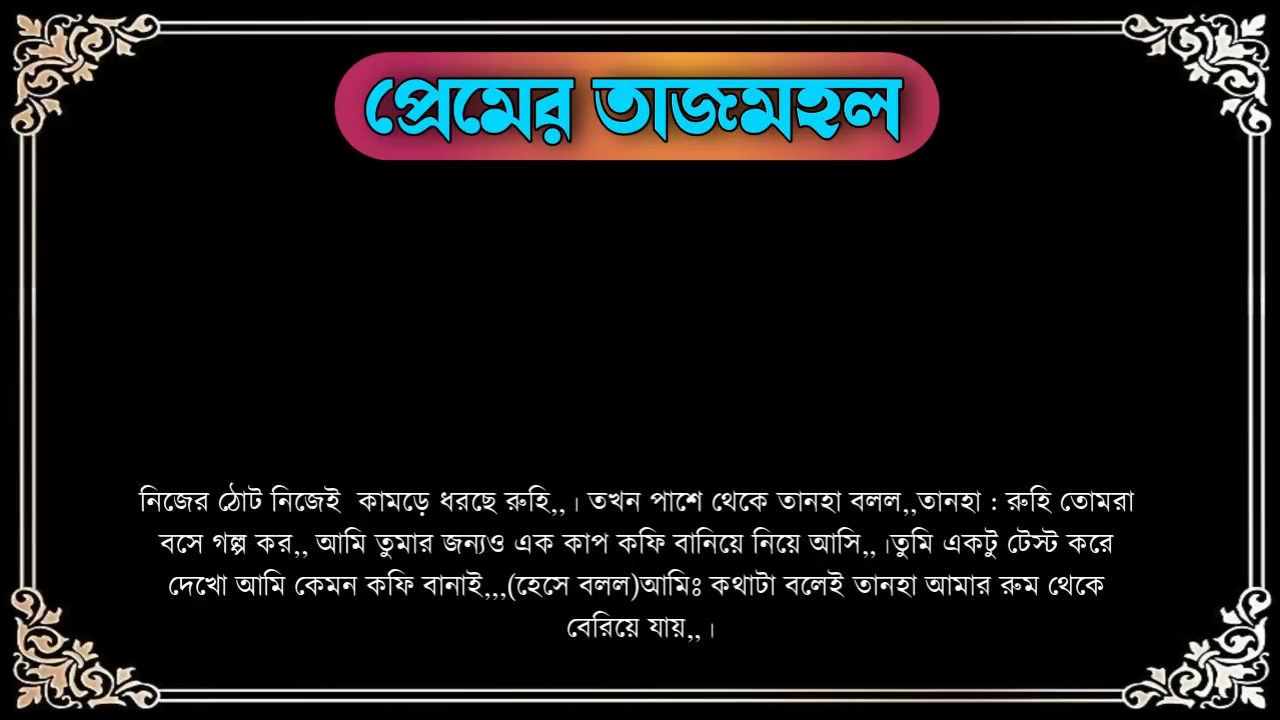 প্রেমের তাজমহল
নিজের ঠোট নিজেই  কামড়ে ধরছে রুহি,,। তখন পাশে থেকে তানহা বলল,,তানহা : রুহি তোমরা
বসে গল্প কর,, আমি তুমার জন্যও এক কাপ কফি বানিয়ে নিয়ে আসি,,।তুমি একটু টেস্ট করে
দেখো আমি কেমন কফি বানাই,,,(হেসে বলল)আমিঃ কথাটা বলেই তানহা আমার রুম থেকে
বেরিয়ে যায়,,।